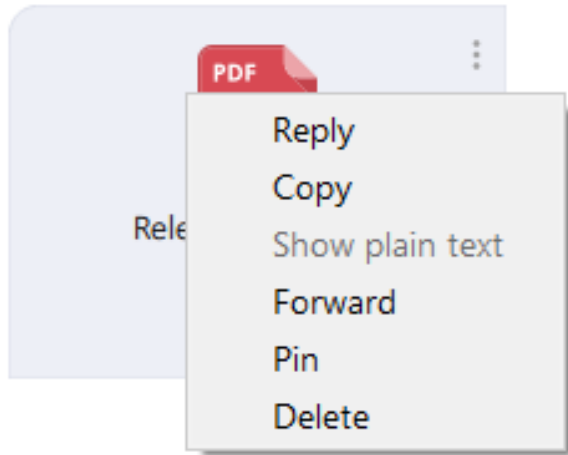 PDF
Reply
Copy
Rele
Show plain text
Forward
Pin
Delete